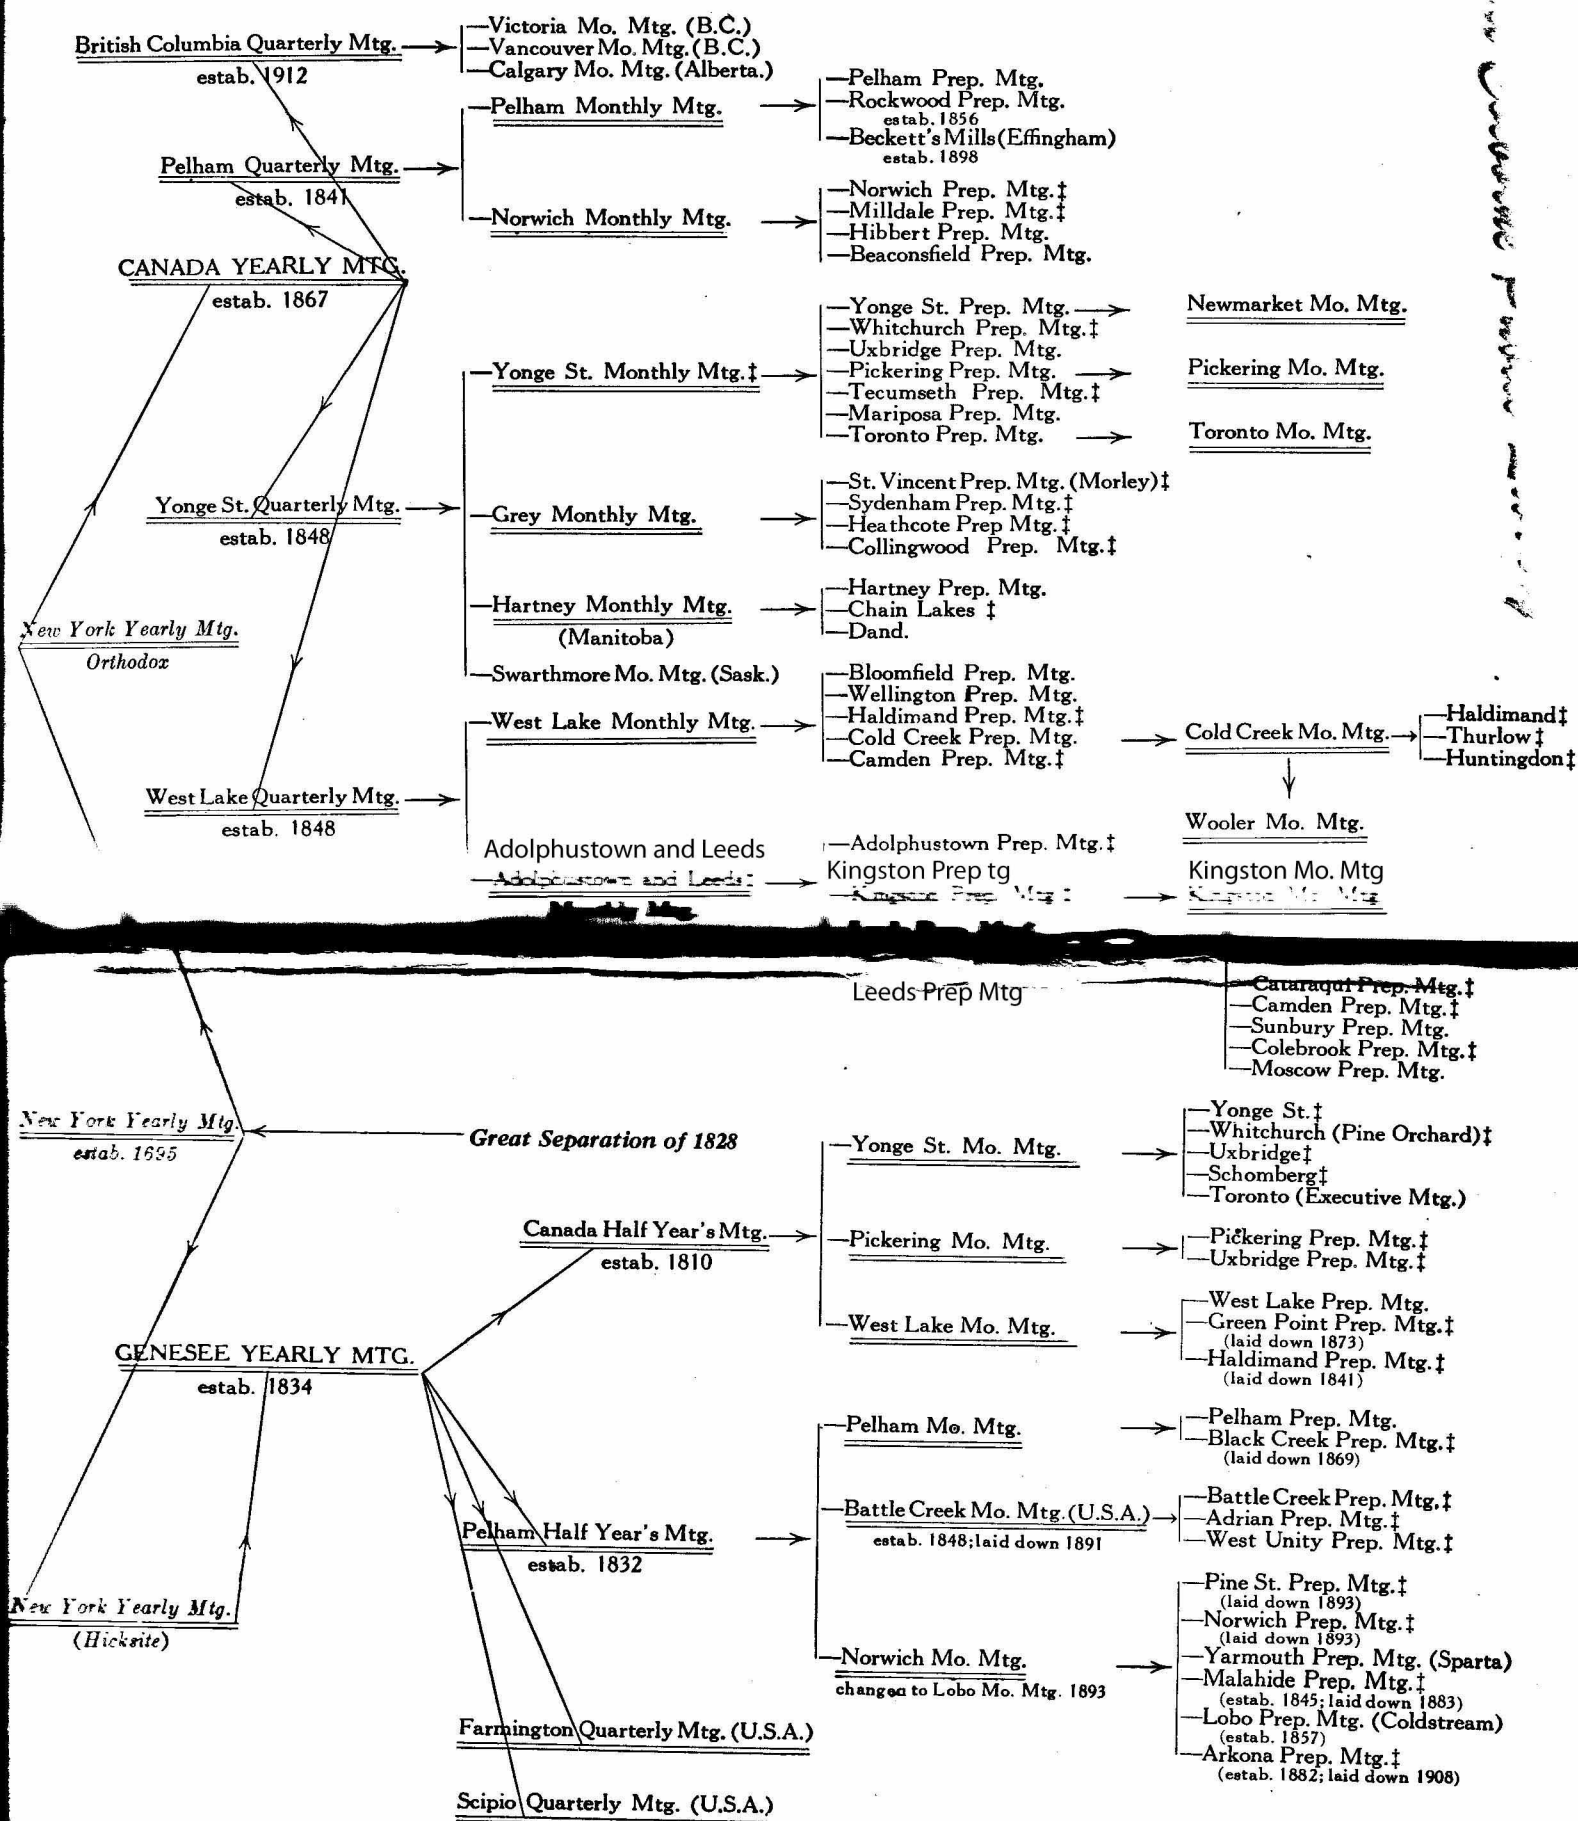 British Columbia Quarterly Mtg.
estab. 1912
—Victoria Mo. Mtg. (B.C.)
—Vancouver Mo. Mtg. (B.C.)
—Calgary Mo. Mtg. (Alberta.)
Pelham Quarterly Mtg.
estab. 1841
—Pelham Monthly Mtg.
—Pelham Prep. Mtg.
—Rockwood Prep. Mtg.
estab. 1856
—Beckett's Mills (Effingham)
estab. 1898
—Norwich Monthly Mtg.
—Norwich Prep. Mtg.‡
—Milldale Prep. Mtg.‡
—Hibbert Prep. Mtg.
—Beaconsfield Prep. Mtg.
CANADA YEARLY MTG.
estab. 1867
Yonge St. Quarterly Mtg.
estab. 1848
—Yonge St. Monthly Mtg.‡
—Yonge St. Prep. Mtg.
—Whitchurch Prep. Mtg.‡
—Uxbridge Prep. Mtg.
—Pickering Prep. Mtg.
—Tecumseth Prep. Mtg.‡
—Mariposa Prep. Mtg.
—Toronto Prep. Mtg.
Newmarket Mo. Mtg.
Pickering Mo. Mtg.
Toronto Mo. Mtg.
—Grey Monthly Mtg.
—St. Vincent Prep. Mtg. (Morley)‡
—Sydenham Prep. Mtg.‡
—Heathcote Prep Mtg.‡
—Collingwood Prep. Mtg.‡
—Hartney Monthly Mtg.
(Manitoba)
—Hartney Prep. Mtg.
—Chain Lakes ‡
—Dand.
—Swarthmore Mo. Mtg. (Sask.)
New York Yearly Mtg.
Orthodox
West Lake Quarterly Mtg.
estab. 1848
—West Lake Monthly Mtg.
—Bloomfield Prep. Mtg.
—Wellington Prep. Mtg.
—Haldimand Prep. Mtg.‡
—Cold Creek Prep. Mtg.
—Camden Prep. Mtg.‡
Cold Creek Mo. Mtg.
—Haldimand‡
—Thurlow‡
—Huntingdon‡
Wooler Mo. Mtg.
Adolphustown and Leeds
—Adolphustown and Leeds‡
Monthly Mtg.
—Adolphustown Prep. Mtg.‡
Kingston Prep tg
—Kingston Prep. Mtg.‡
Kingston Mo. Mtg
Kingston Mo. Mtg.
Leeds Prep Mtg
—Cataraqui Prep. Mtg.‡
—Camden Prep. Mtg.‡
—Sunbury Prep. Mtg.
—Colebrook Prep. Mtg.‡
—Moscow Prep. Mtg.
New York Yearly Mtg.
estab. 1695
Great Separation of 1828
GENESEE YEARLY MTG.
estab. 1834
Canada Half Year's Mtg.
estab. 1810
—Yonge St. Mo. Mtg.
—Yonge St.‡
—Whitchurch (Pine Orchard)‡
—Uxbridge‡
—Schomberg‡
—Toronto (Executive Mtg.)
—Pickering Mo. Mtg.
—Pickering Prep. Mtg.‡
—Uxbridge Prep. Mtg.‡
—West Lake Mo. Mtg.
—West Lake Prep. Mtg.
—Green Point Prep. Mtg.‡
(laid down 1873)
—Haldimand Prep. Mtg.‡
(laid down 1841)
Pelham Half Year's Mtg.
estab. 1832
—Pelham Mo. Mtg.
—Pelham Prep. Mtg.
—Black Creek Prep. Mtg.‡
(laid down 1869)
—Battle Creek Mo. Mtg. (U.S.A.)
estab. 1848; laid down 1891
—Battle Creek Prep. Mtg.‡
—Adrian Prep. Mtg.‡
—West Unity Prep. Mtg.‡
—Norwich Mo. Mtg.
changed to Lobo Mo. Mtg. 1893
—Pine St. Prep. Mtg.‡
(laid down 1893)
—Norwich Prep. Mtg.‡
(laid down 1893)
—Yarmouth Prep. Mtg. (Sparta)
—Malahide Prep. Mtg.‡
(estab. 1845; laid down 1883)
—Lobo Prep. Mtg. (Coldstream)
(estab. 1857)
—Arkona Prep. Mtg.‡
(estab. 1882; laid down 1908)
New York Yearly Mtg.
(Hicksite)
Farmington Quarterly Mtg. (U.S.A.)
Scipio Quarterly Mtg. (U.S.A.)